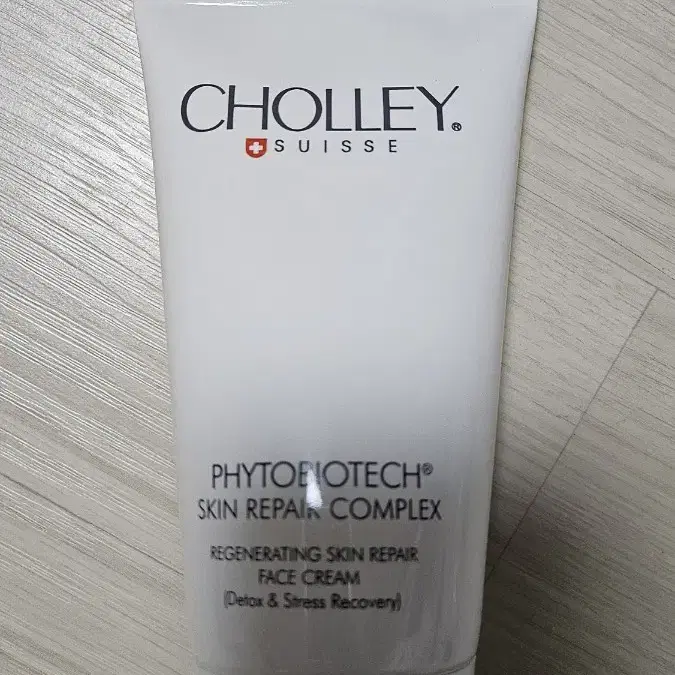 CHOLLEY®
SUISSE
PHYTOBIOTECH®
SKIN REPAIR COMPLEX
REGENERATING SKIN REPAIR
FACE CREAM
(Detox & Stress Recovery)